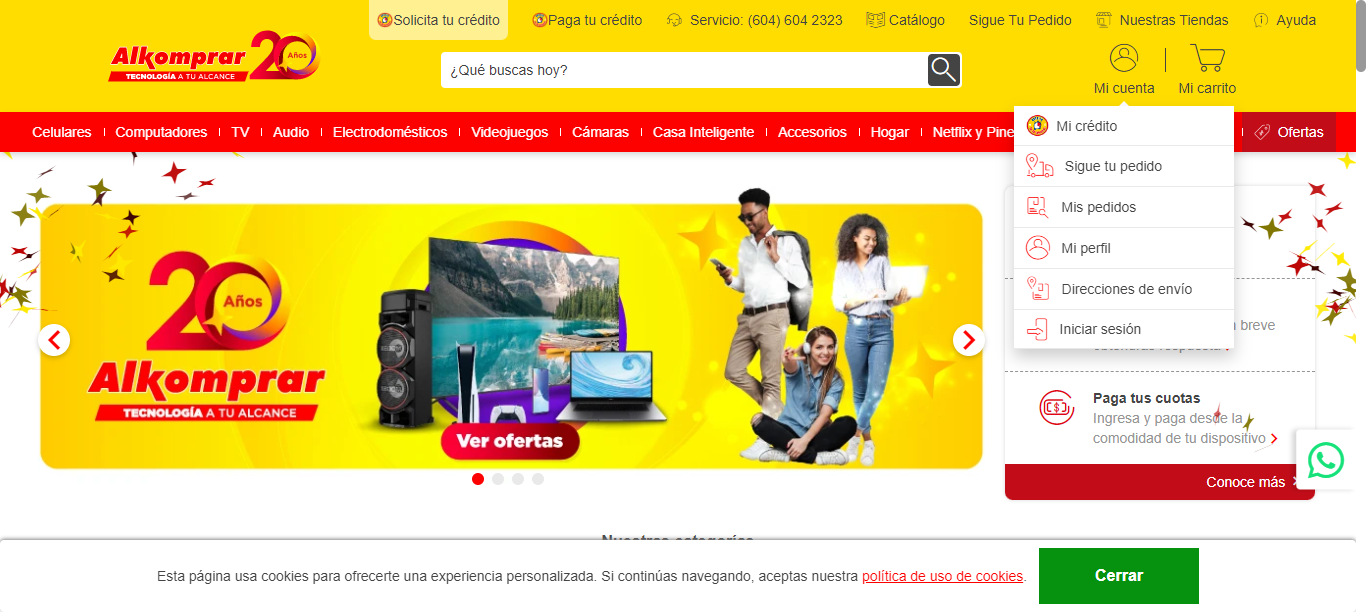 Solicita tu crédito
Paga tu crédito
Servicio: (604) 604 2323
Catálogo
Sigue Tu Pedido
Nuestras Tiendas
Ayuda
Alkomprar 20 Años
TECNOLOGÍA A TU ALCANCE
¿Qué buscas hoy?
Mi cuenta
Mi carrito
Celulares
Computadores
TV
Audio
Electrodomésticos
Videojuegos
Cámaras
Casa Inteligente
Accesorios
Hogar
Netflix y Pine
Ofertas
Mi crédito
Sigue tu pedido
Mis pedidos
Mi perfil
Direcciones de envío
Iniciar sesión
20 Años
Alkomprar
TECNOLOGÍA A TU ALCANCE
Ver ofertas
breve
Paga tus cuotas
Ingresa y paga desde la
comodidad de tu dispositivo
Conoce más
Nuestras categorías
Esta página usa cookies para ofrecerte una experiencia personalizada. Si continúas navegando, aceptas nuestra política de uso de cookies.
Cerrar